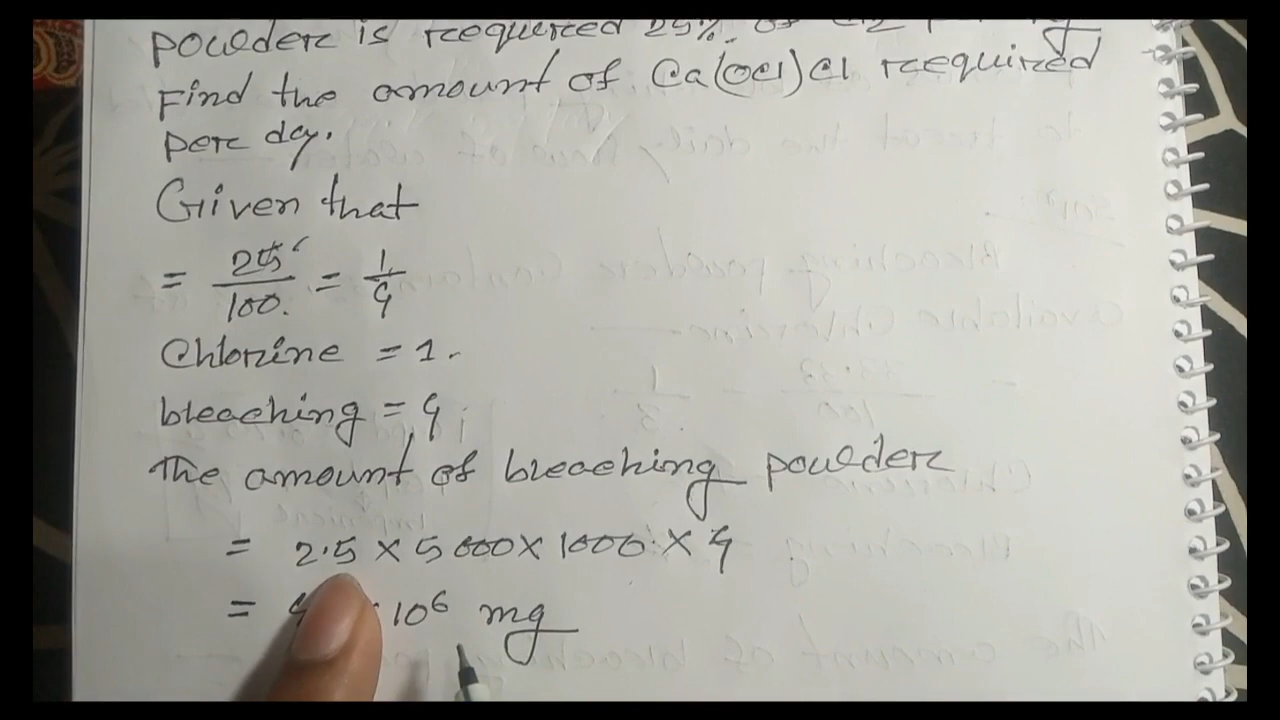 powder is required 25% of
Find the amount of Ca(OCl)Cl required
per day.
Given that
= 25/100. = 1/4
Chlorine = 1.
bleaching = 4
The amount of bleaching powder
= 2.5 × 5000 × 1000 × 4
= 10⁶ mg